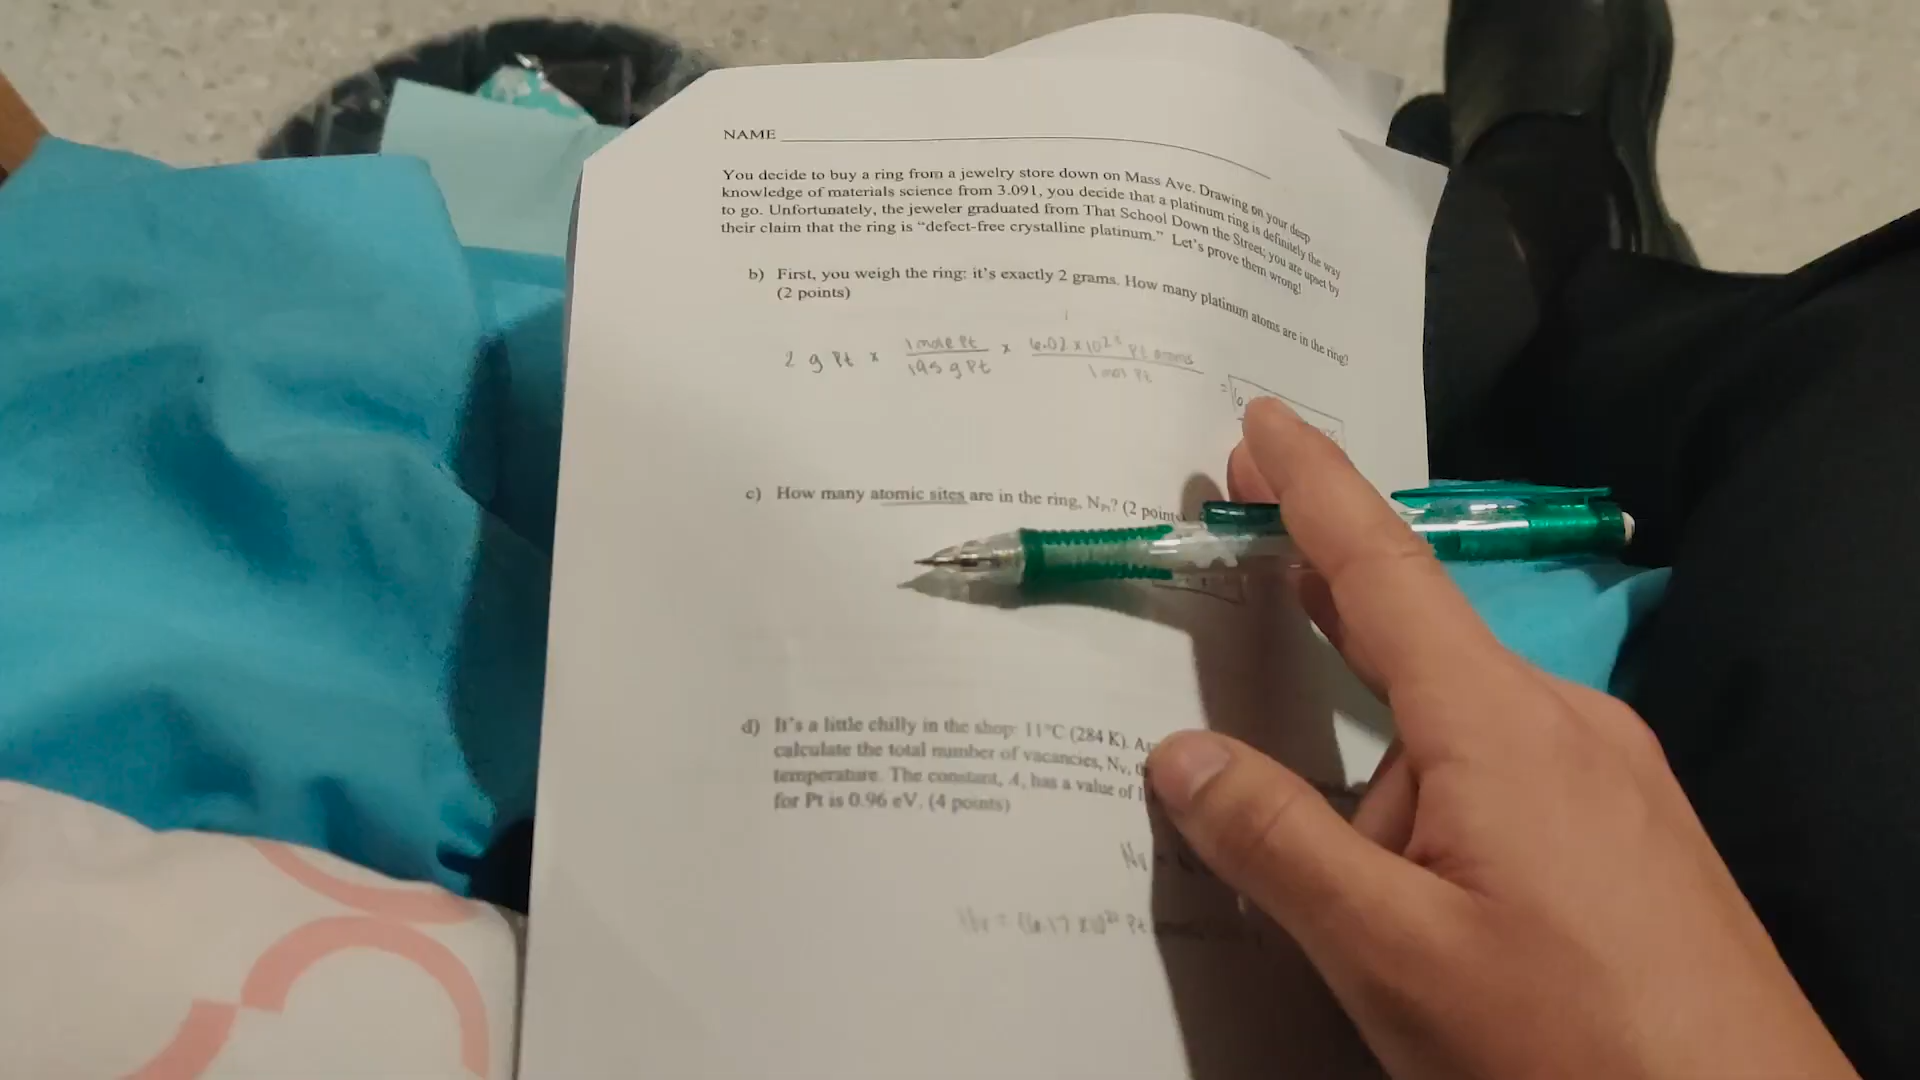 NAME
You decide to buy a ring from a jewelry store down on Mass Ave. Drawing on your deep
knowledge of materials science from 3.091, you decide that a platinum ring is definitely the way
to go. Unfortunately, the jeweler graduated from That School Down the Street; you are upset by
their claim that the ring is “defect-free crystalline platinum.” Let's prove them wrong!
b) First, you weigh the ring: it's exactly 2 grams. How many platinum atoms are in the ring?
(2 points)
2 g Pt x 1 mole Pt / 195 g Pt x 6.02 x 10²³ Pt atoms / 1 mol Pt
=
c) How many atomic sites are in the ring, N_Pt? (2 points
d) It's a little chilly in the shop: 11°C (284 K).
calculate the total number of vacancies, Nv,
temperature. The constant, A, has a value of
for Pt is 0.96 eV. (4 points)
Nv =
Nv = (6.17 x 10²¹ Pt